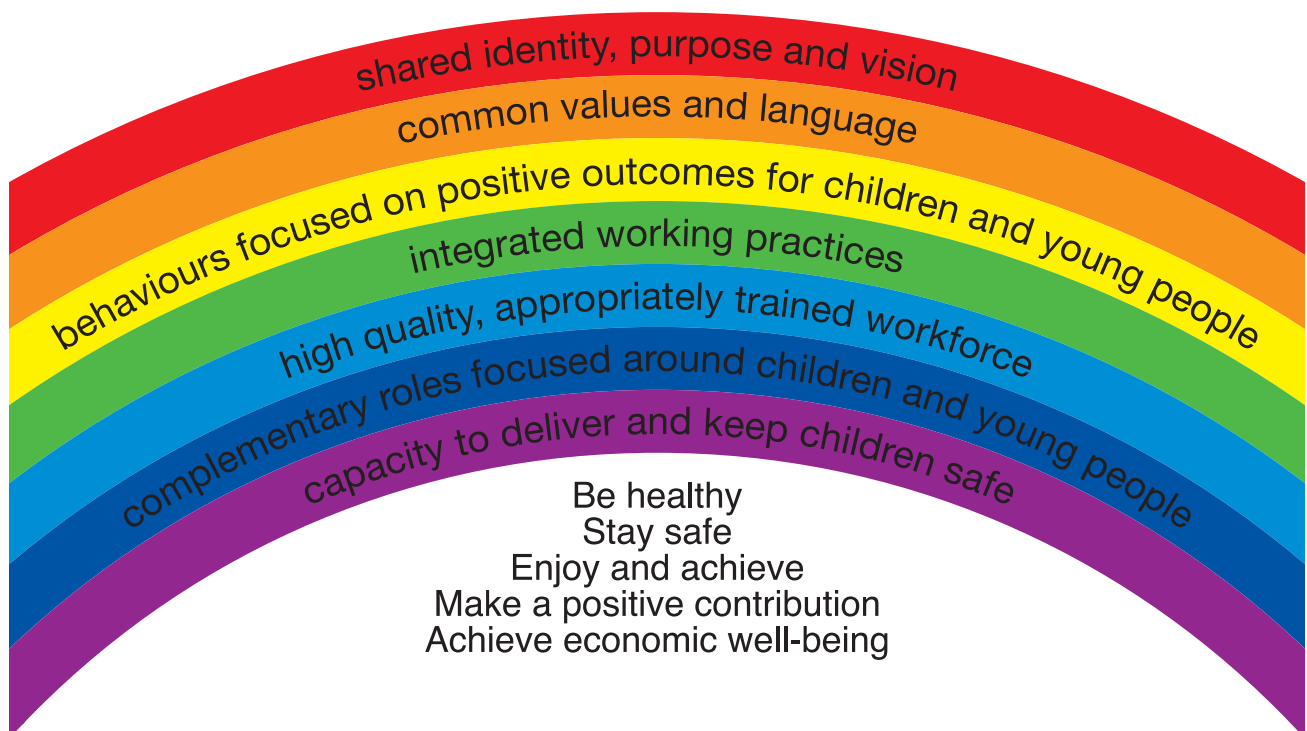 shared identity, purpose and vision
common values and language
behaviours focused on positive outcomes for children and young people
integrated working practices
high quality, appropriately trained workforce
complementary roles focused around children and young people
capacity to deliver and keep children safe
Be healthy
Stay safe
Enjoy and achieve
Make a positive contribution
Achieve economic well-being